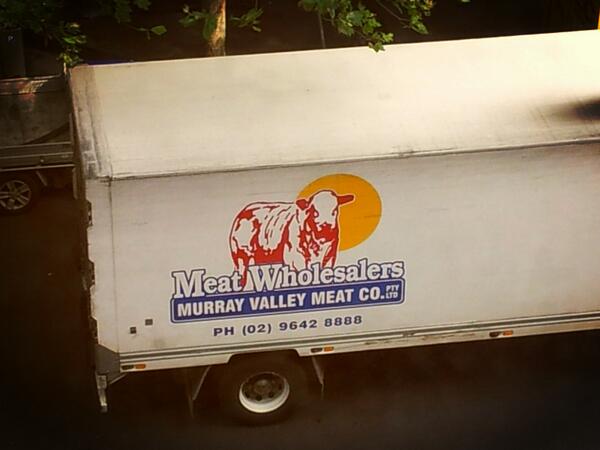 Meat Wholesalers
MURRAY VALLEY MEAT CO. PTY LTD
PH (02) 9642 8888